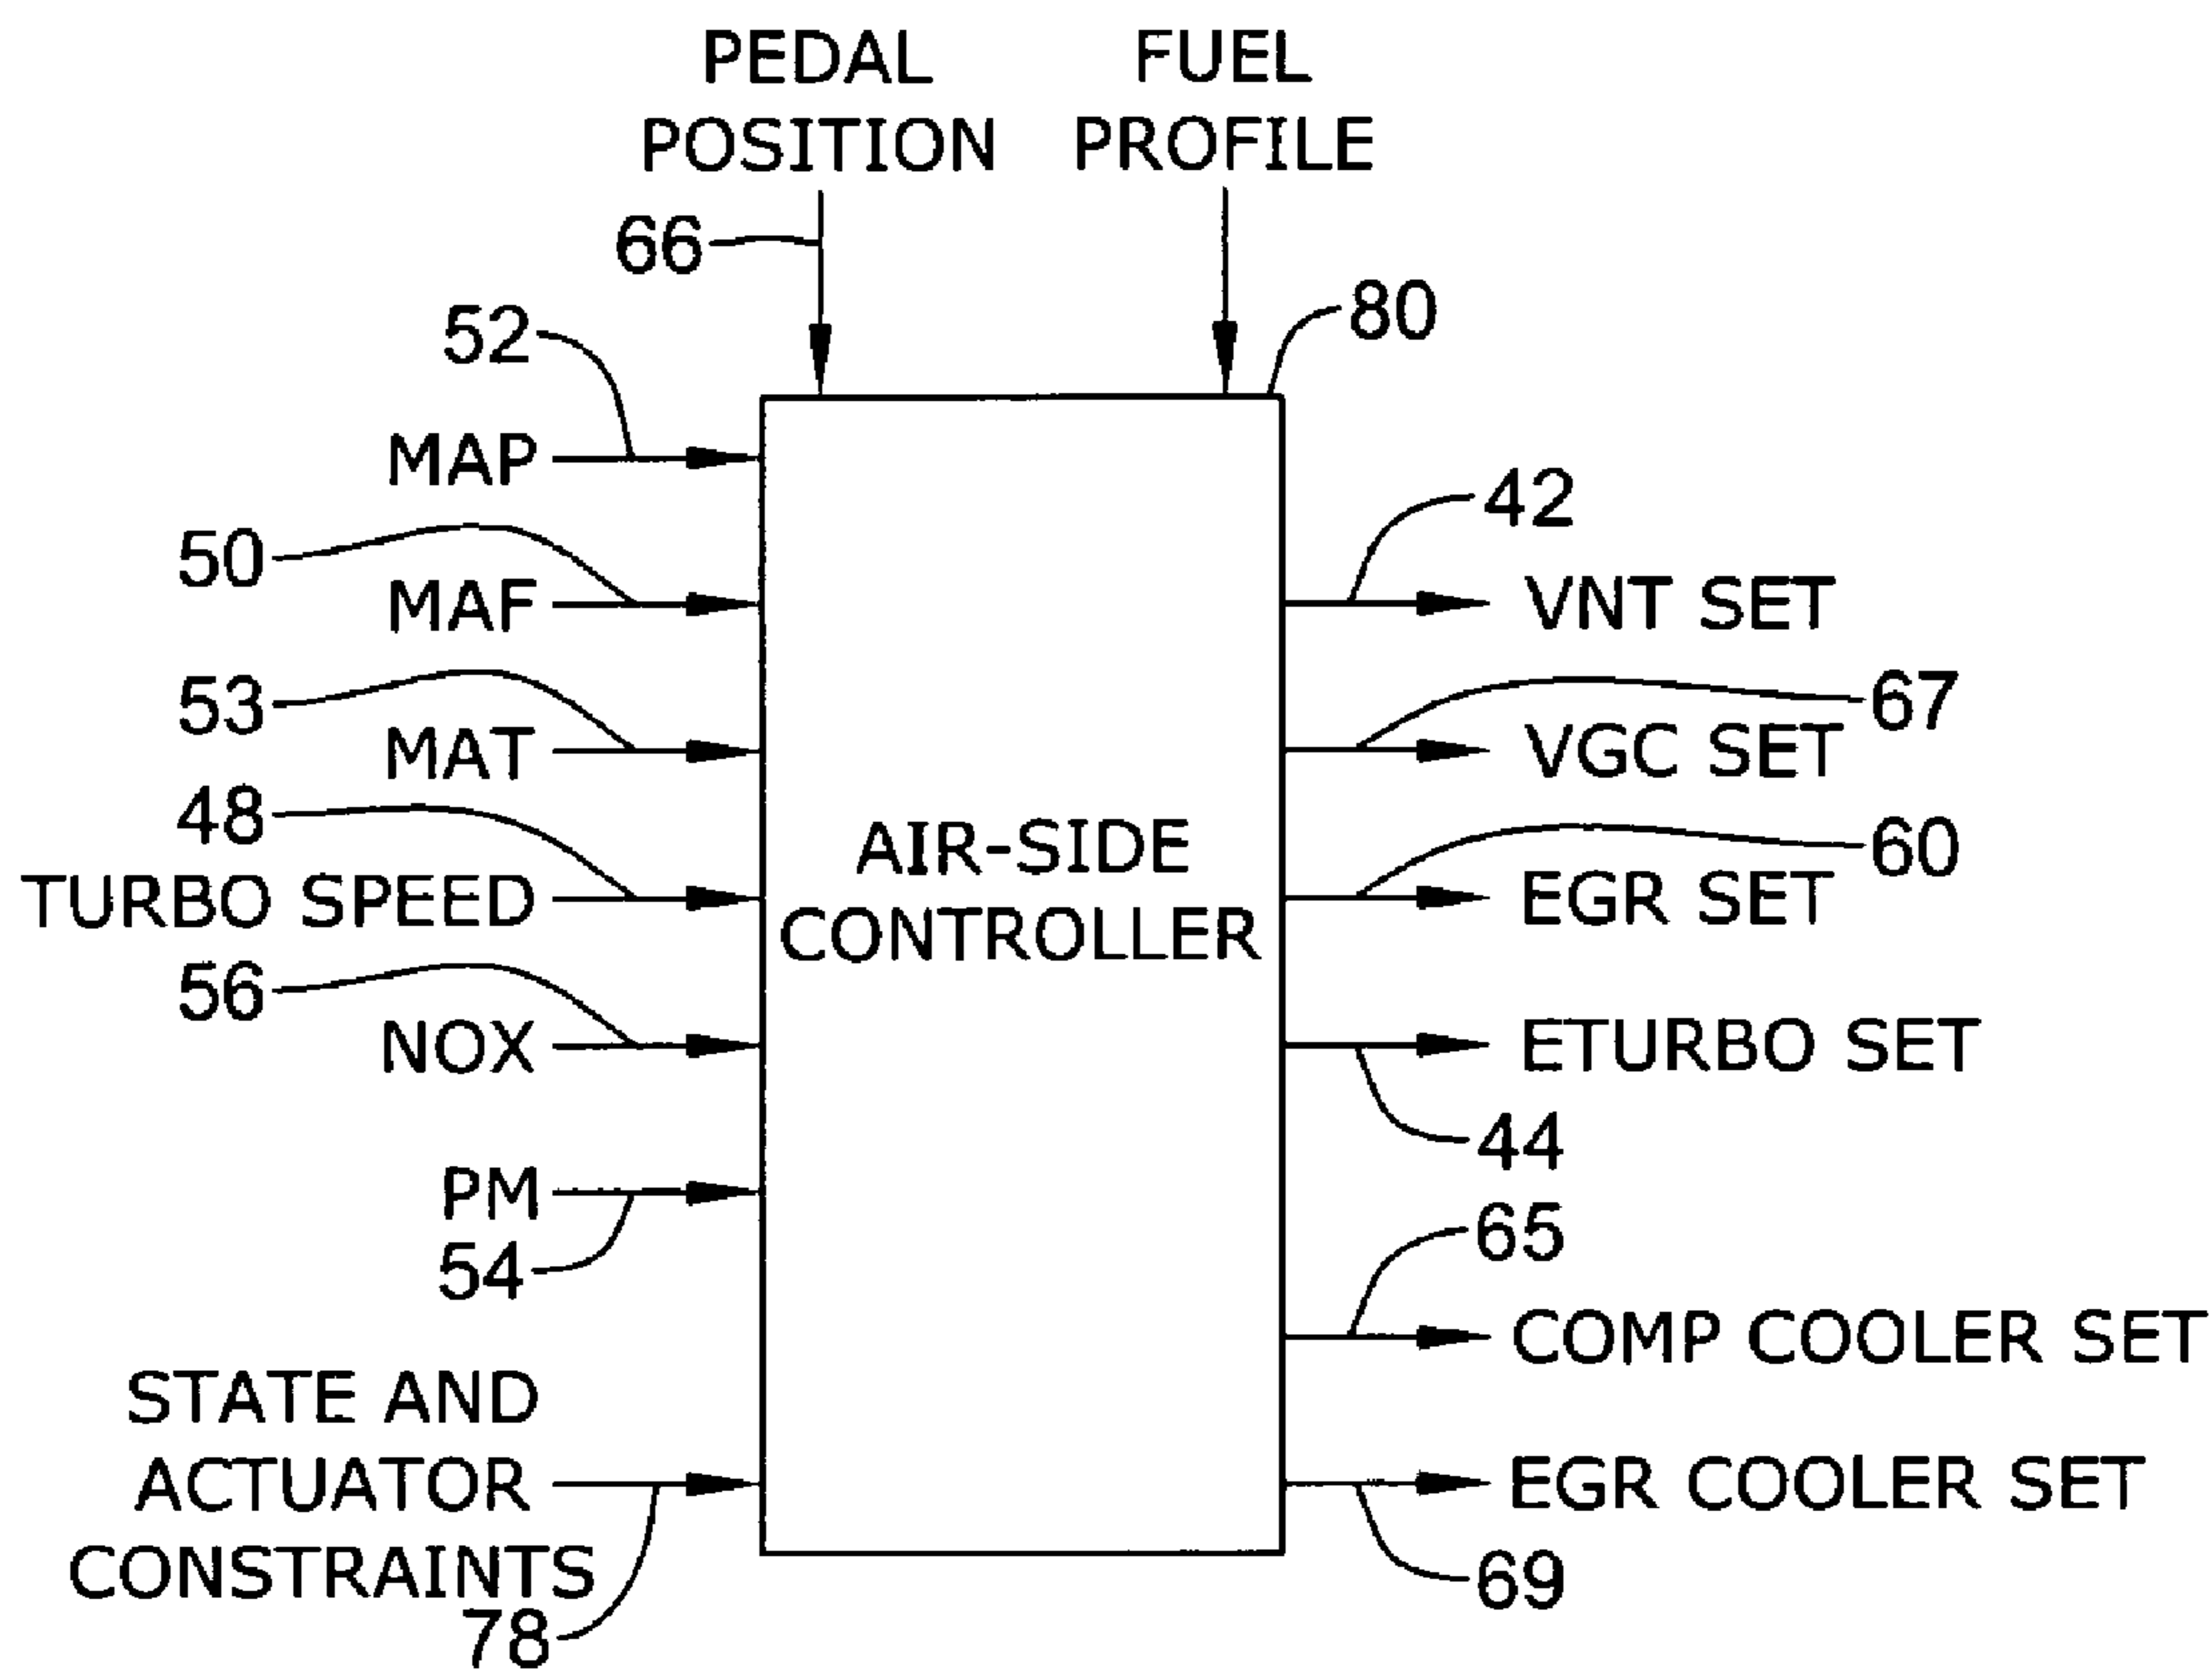 PEDAL
POSITION
FUEL
PROFILE
66
80
52
MAP
50
MAF
53
MAT
48
TURBO SPEED
56
NOX
PM
54
STATE AND
ACTUATOR
CONSTRAINTS
78
AIR-SIDE
CONTROLLER
42
VNT SET
67
VGC SET
60
EGR SET
ETURBO SET
44
65
COMP COOLER SET
EGR COOLER SET
69